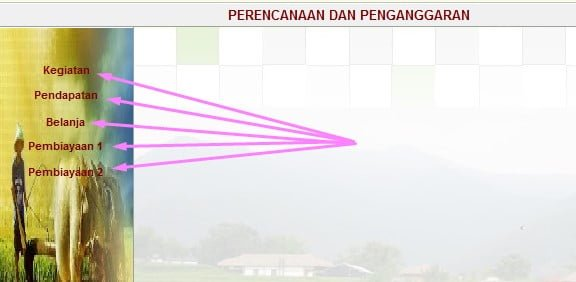 PERENCANAAN DAN PENGANGGARAN
Kegiatan
Pendapatan
Belanja
Pembiayaan 1
Pembiayaan 2